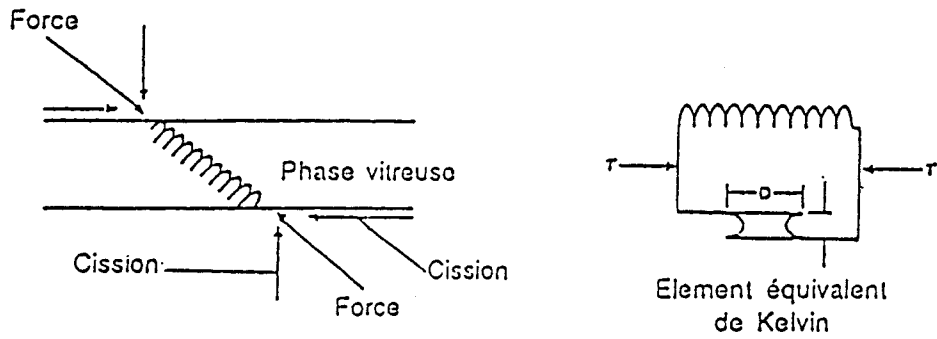 Force
Phase vitreuse
Cission
Cission
Force
τ
D
τ
Element équivalent
de Kelvin